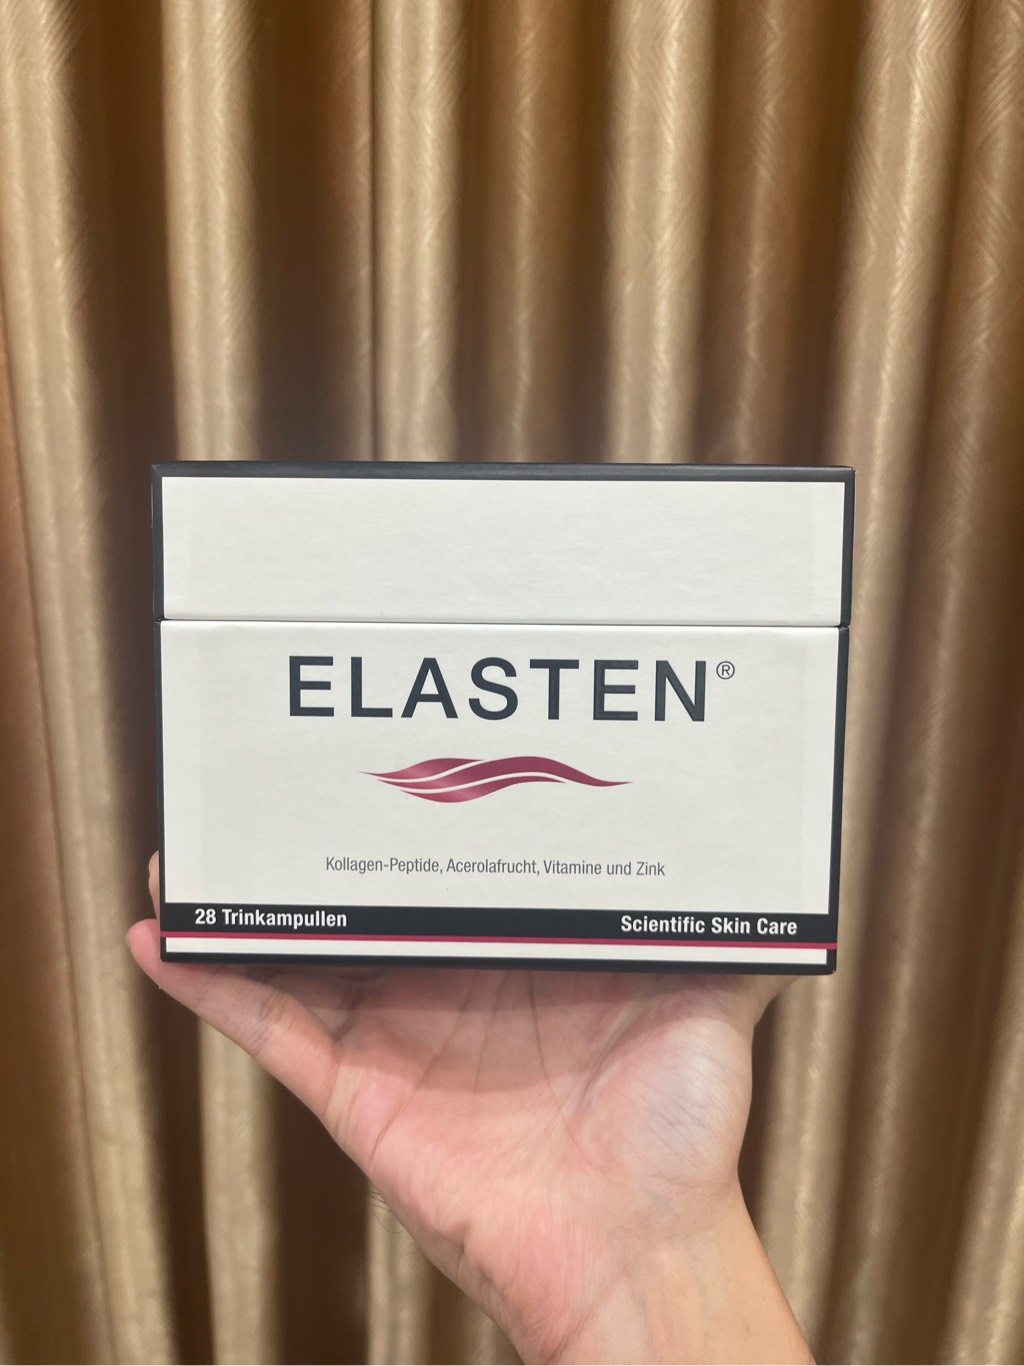 ELASTEN®
Kollagen-Peptide, Acerolafrucht, Vitamine und Zink
28 Trinkampullen
Scientific Skin Care